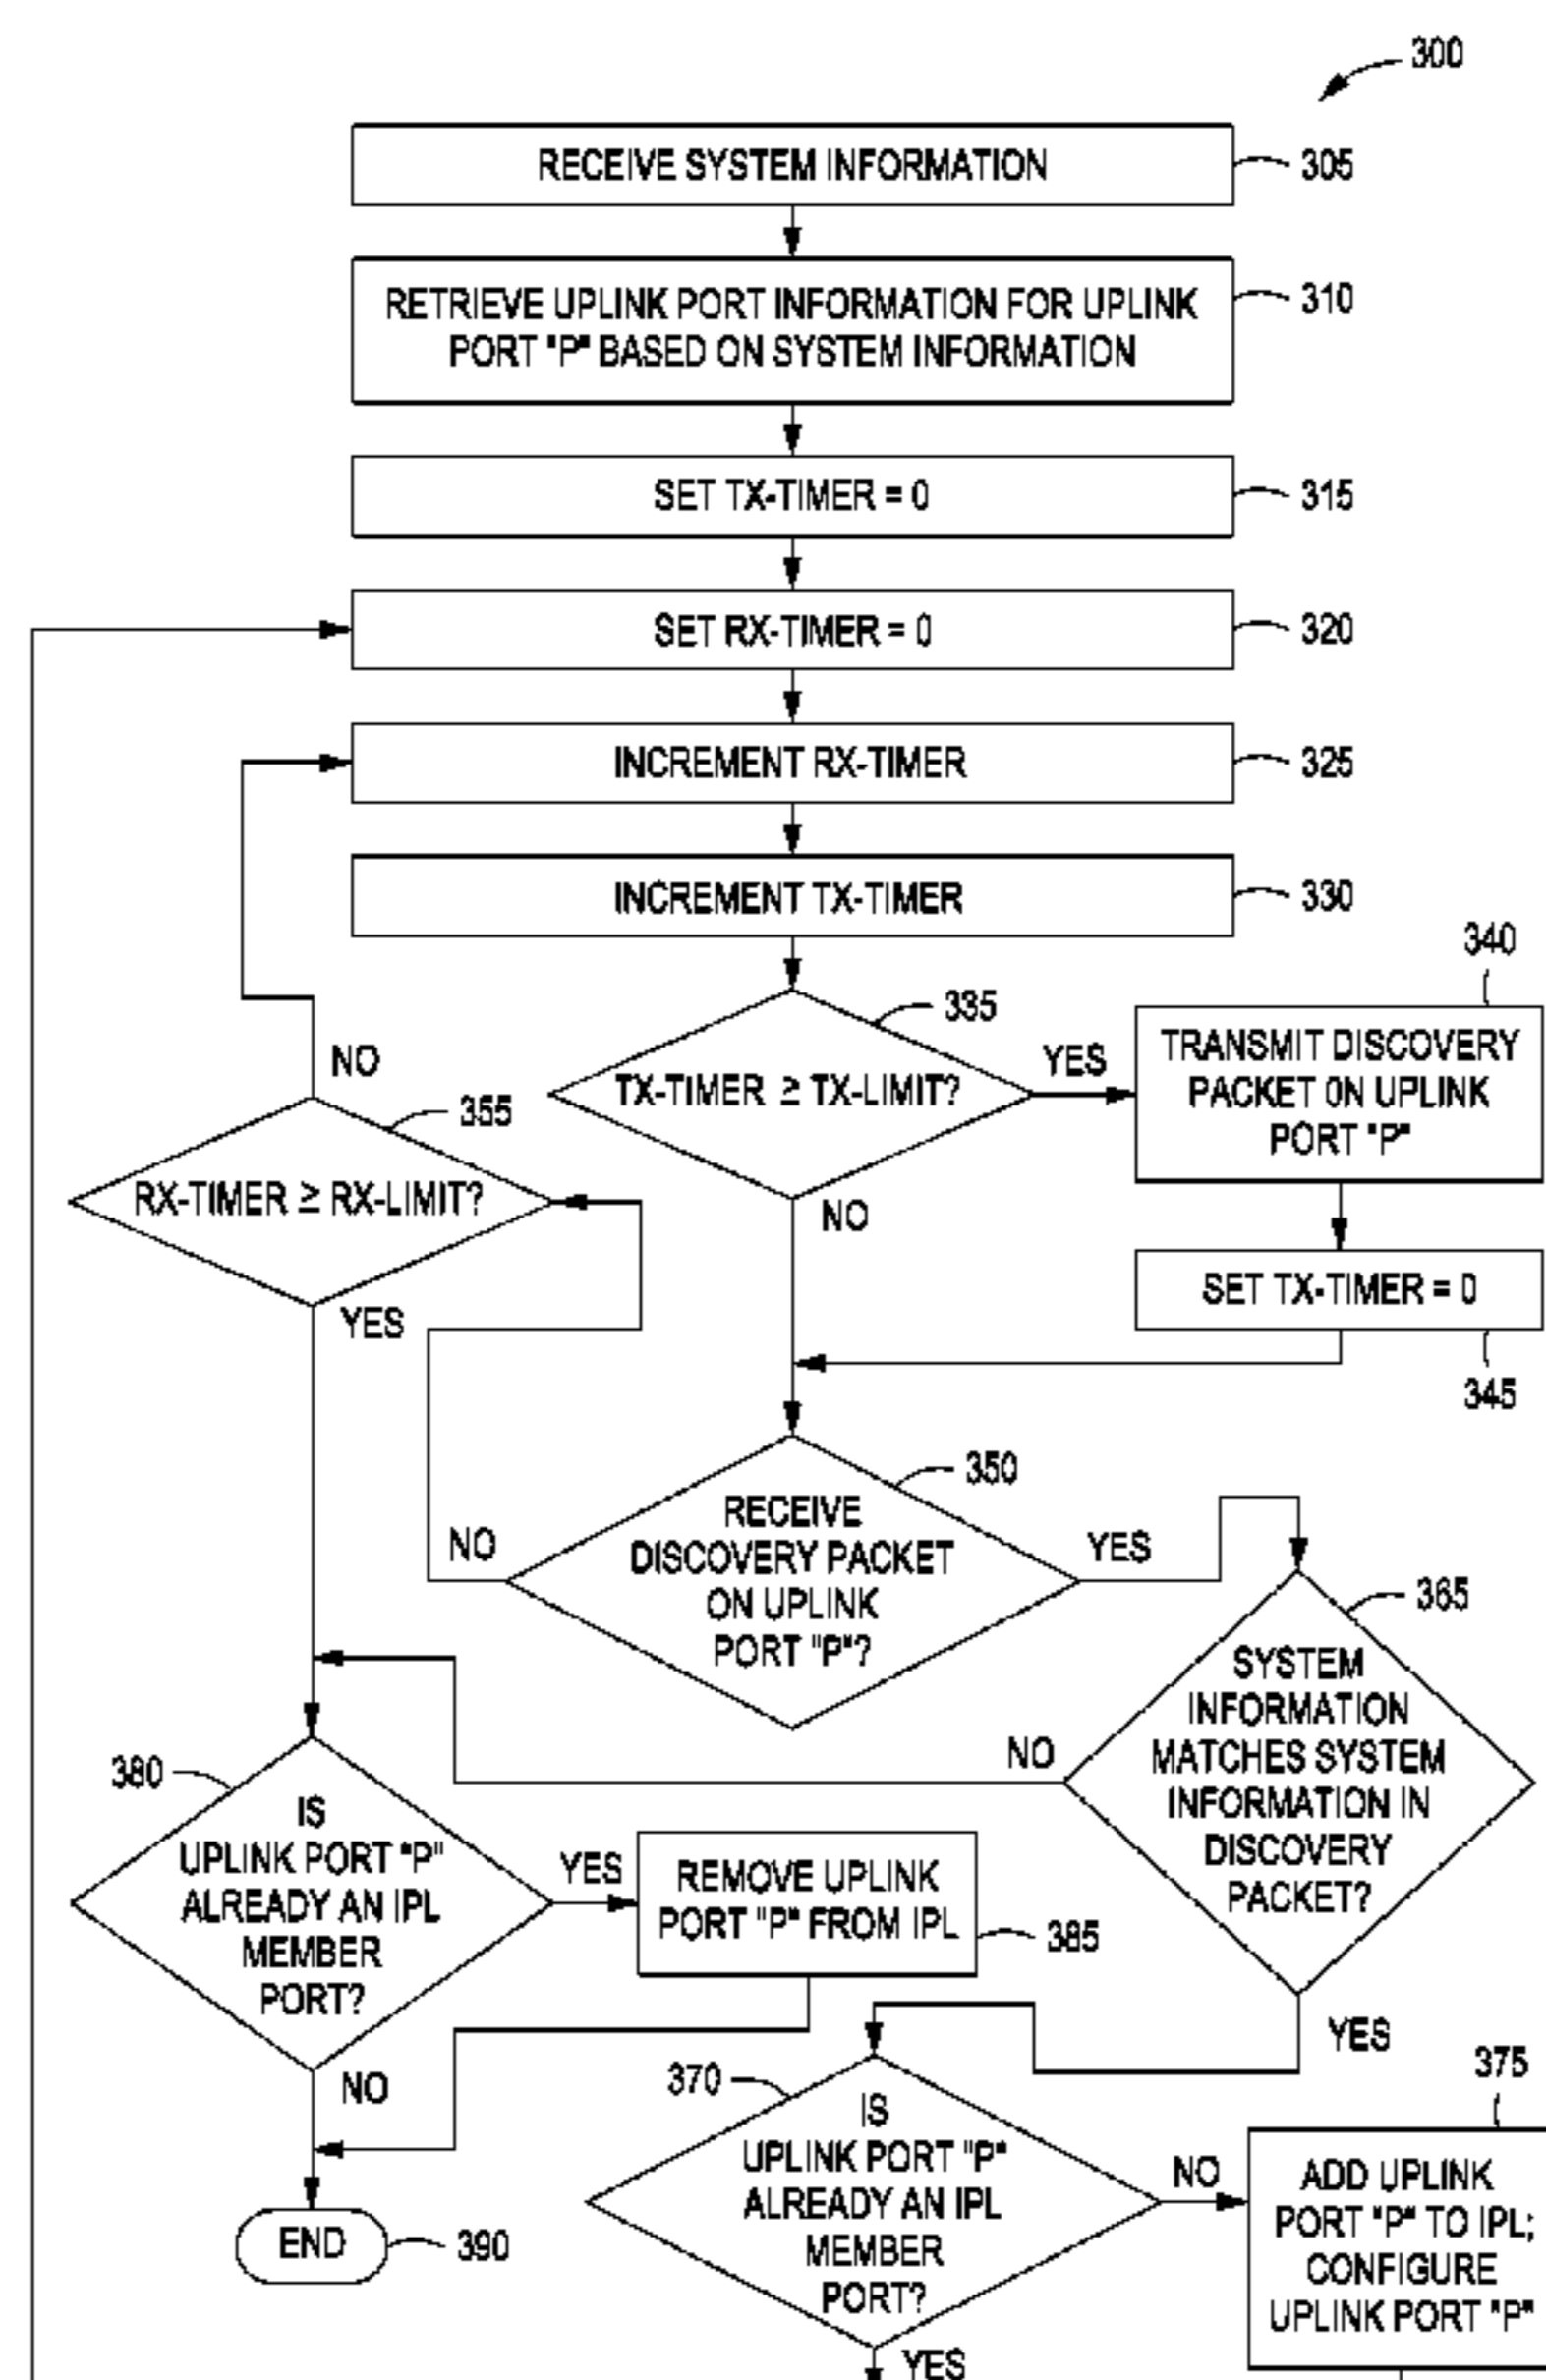 300
RECEIVE SYSTEM INFORMATION
305
RETRIEVE UPLINK PORT INFORMATION FOR UPLINK
PORT "P" BASED ON SYSTEM INFORMATION
310
SET TX-TIMER = 0
315
SET RX-TIMER = 0
320
INCREMENT RX-TIMER
325
INCREMENT TX-TIMER
330
340
335
TX-TIMER ≥ TX-LIMIT?
YES
TRANSMIT DISCOVERY
PACKET ON UPLINK
PORT "P"
NO
NO
355
RX-TIMER ≥ RX-LIMIT?
YES
SET TX-TIMER = 0
345
350
RECEIVE
DISCOVERY PACKET
ON UPLINK
PORT "P"?
NO
YES
365
SYSTEM
INFORMATION
MATCHES SYSTEM
INFORMATION IN
DISCOVERY
PACKET?
NO
YES
380
IS
UPLINK PORT "P"
ALREADY AN IPL
MEMBER
PORT?
YES
REMOVE UPLINK
PORT "P" FROM IPL
385
NO
END
390
370
IS
UPLINK PORT "P"
ALREADY AN IPL
MEMBER
PORT?
NO
YES
375
ADD UPLINK
PORT "P" TO IPL;
CONFIGURE
UPLINK PORT "P"